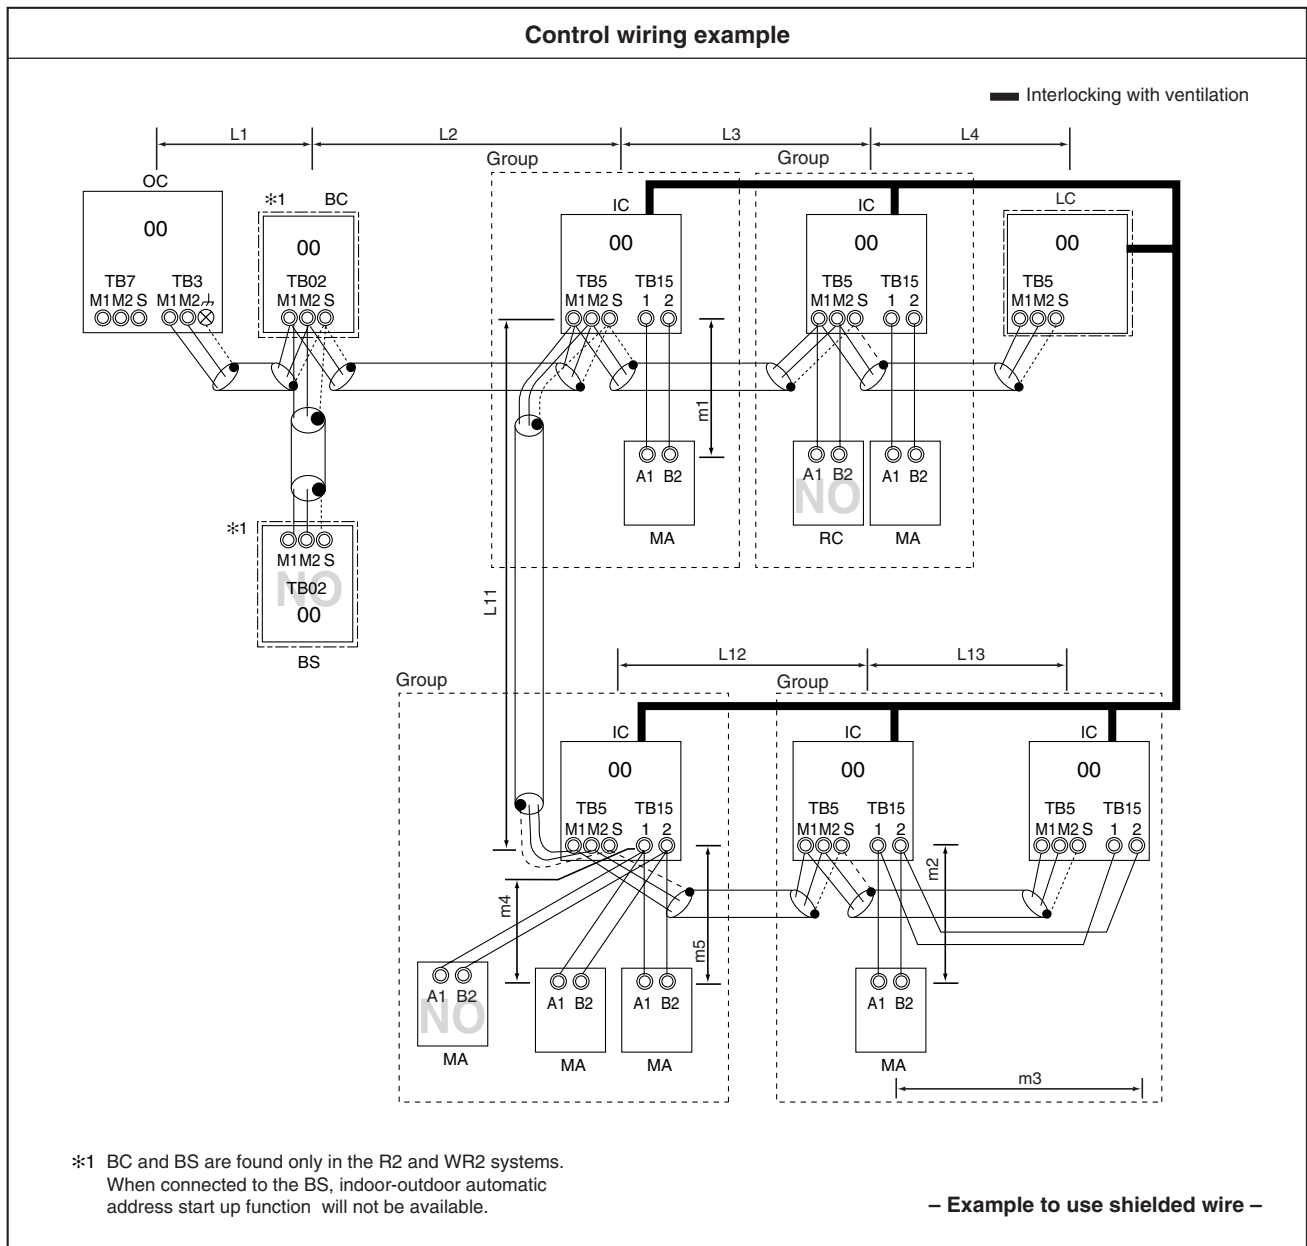 Control wiring example
Interlocking with ventilation
L1
L2
L3
L4
Group
Group
OC
00
TB7
TB3
M1 M2 S
M1 M2
✻1
BC
00
TB02
M1 M2 S
IC
00
TB5
TB15
M1 M2 S
1 2
IC
00
TB5
TB15
M1 M2 S
1 2
LC
00
TB5
M1 M2 S
m1
A1 B2
MA
A1 B2
NO
RC
A1 B2
MA
✻1
M1 M2 S
NO
TB02
00
BS
L11
L12
L13
Group
Group
IC
00
TB5
TB15
M1 M2 S
1 2
IC
00
TB5
TB15
M1 M2 S
1 2
IC
00
TB5
TB15
M1 M2 S
1 2
m4
m5
m2
A1 B2
NO
MA
A1 B2
MA
A1 B2
MA
A1 B2
MA
m3
✻1 BC and BS are found only in the R2 and WR2 systems.
When connected to the BS, indoor-outdoor automatic
address start up function will not be available.
– Example to use shielded wire –